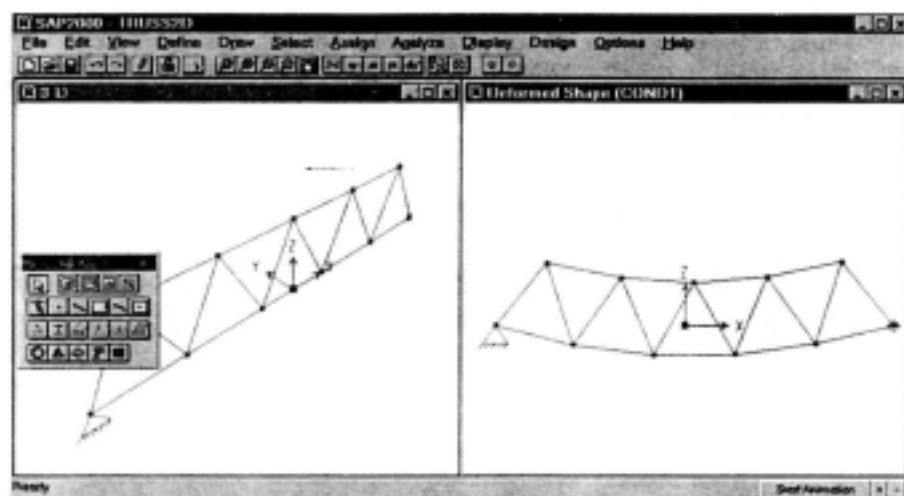 SAP2000 - TRUSS2D
File Edit View Define Draw Select Assign Analyze Display Design Options Help
3-D
Deformed Shape (COND1)
Z
Y
Z
X
Ready
Start Animation